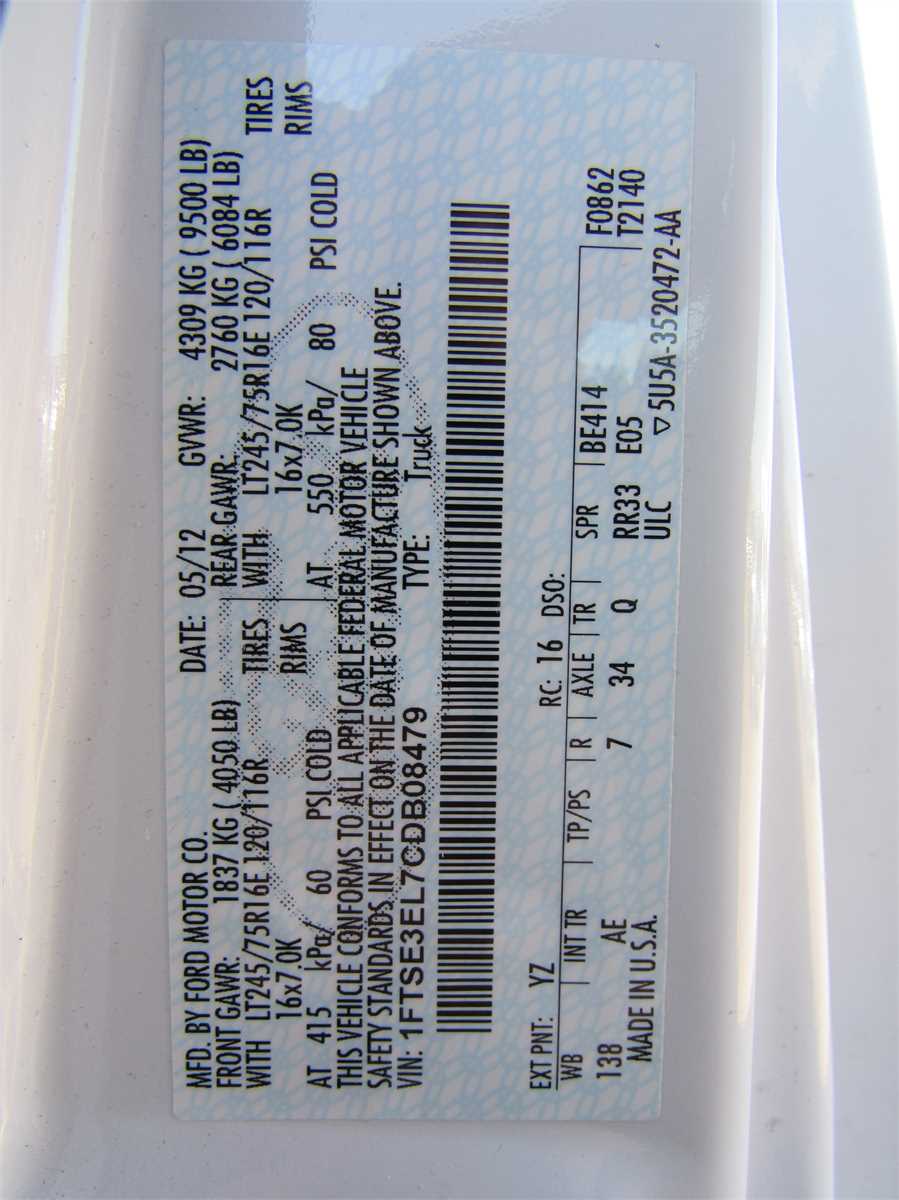 MFD. BY FORD MOTOR CO. DATE: 05/12 GVWR: 4309 KG ( 9500 LB)
FRONT GAWR: 1837 KG ( 4050 LB) REAR GAWR: 2760 KG ( 6084 LB)
WITH LT245/75R16E 120/116R TIRES WITH LT245/75R16E 120/116R TIRES
16x7.0K RIMS 16x7.0K RIMS
AT 415 kPa/ 60 PSI COLD AT 550 kPa/ 80 PSI COLD
THIS VEHICLE CONFORMS TO ALL APPLICABLE FEDERAL MOTOR VEHICLE
SAFETY STANDARDS IN EFFECT ON THE DATE OF MANUFACTURE SHOWN ABOVE.
VIN: 1FTSE3EL7CDB08479 TYPE: Truck
EXT PNT: YZ RC: 16 DSO:
WB INT TR TP/PS R AXLE TR SPR BE414 F0862
138 AE 7 34 Q RR33 E05 T2140
MADE IN U.S.A. ULC ▽5U5A-3520472-AA